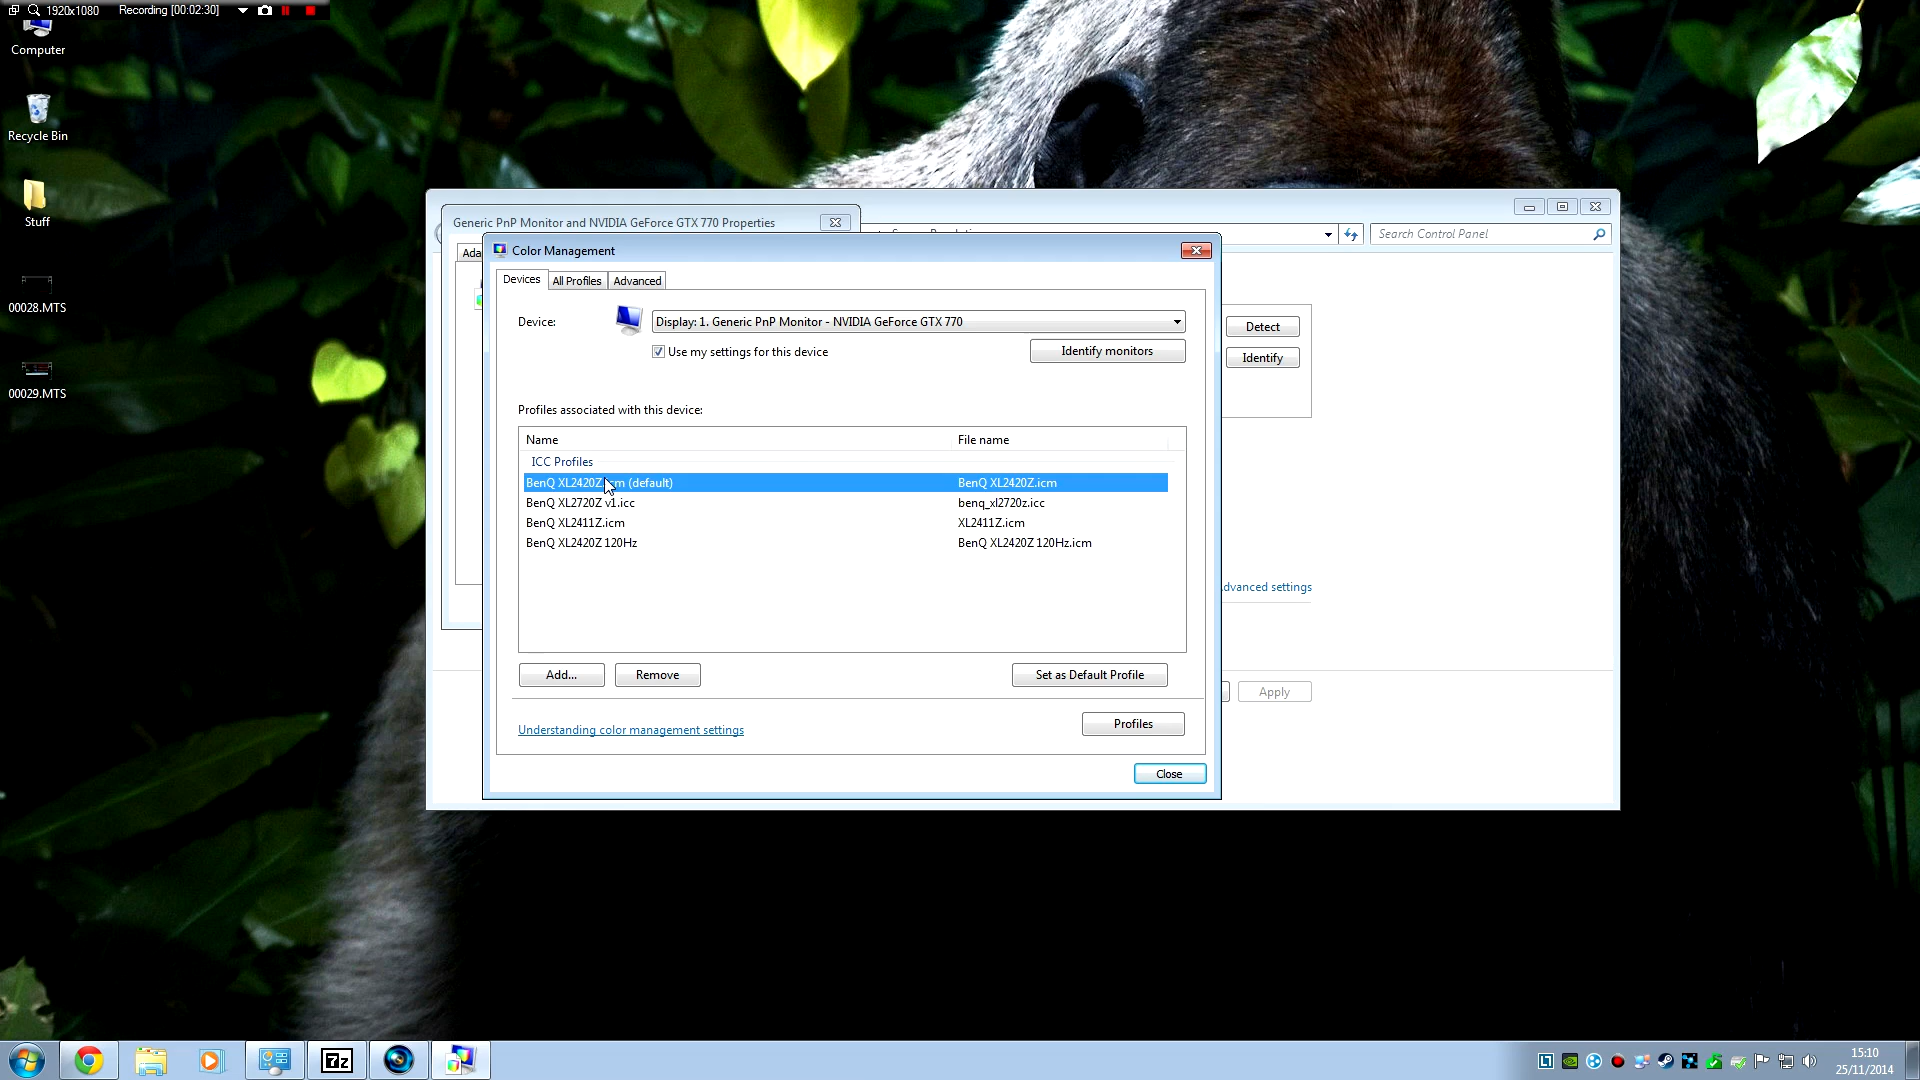 1920x1080 Recording [00:02:30]
Computer
Recycle Bin
Stuff
00028.MTS
00029.MTS
Generic PnP Monitor and NVIDIA GeForce GTX 770 Properties
Search Control Panel
Color Management
Devices All Profiles Advanced
Device: Display: 1. Generic PnP Monitor - NVIDIA GeForce GTX 770
Detect
Use my settings for this device Identify monitors
Identify
Profiles associated with this device:
Name File name
ICC Profiles
BenQ XL2420Z.icm (default) BenQ XL2420Z.icm
BenQ XL2720Z v1.icc benq_xl2720z.icc
BenQ XL2411Z.icm XL2411Z.icm
BenQ XL2420Z 120Hz BenQ XL2420Z 120Hz.icm
dvanced settings
Add... Remove Set as Default Profile
Apply
Understanding color management settings Profiles
Close
7z
15:10
25/11/2014